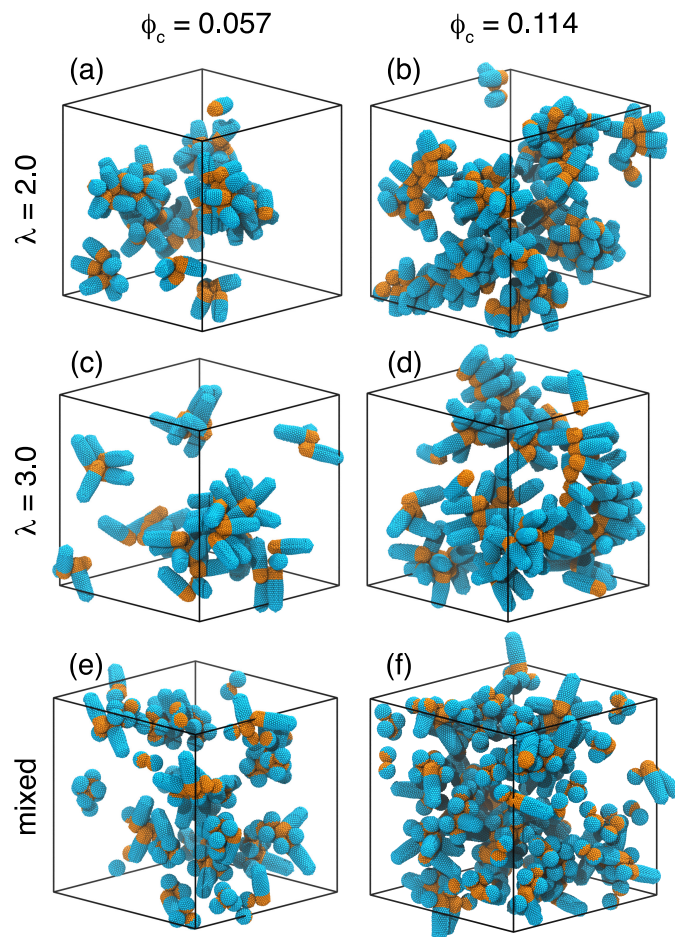 ϕc = 0.057
ϕc = 0.114
(a)
(b)
λ = 2.0
(c)
(d)
λ = 3.0
(e)
(f)
mixed